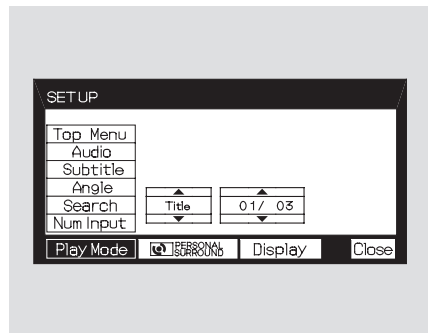 SETUP
Top Menu
Audio
Subtitle
Angle
Search
Num Input
Title
01/ 03
Play Mode
PERSONAL
SURROUND
Display
Close